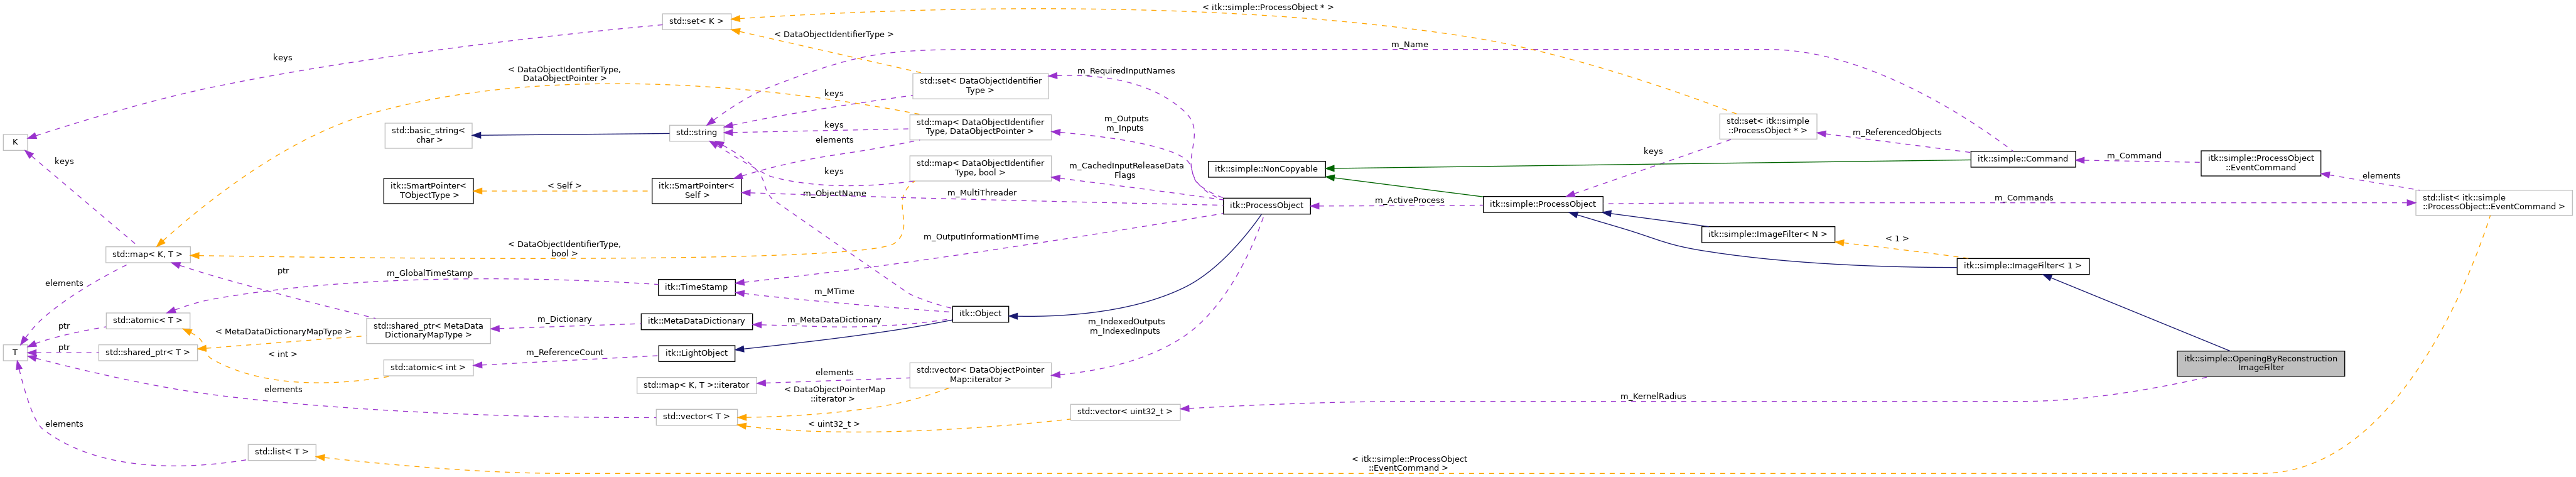 < itk::simple::ProcessObject * >
std::set< K >
< DataObjectIdentifierType >
m_Name
keys
< DataObjectIdentifierType,
DataObjectPointer >
m_RequiredInputNames
std::set< DataObjectIdentifier
Type >
keys
m_Outputs
m_Inputs
std::map< DataObjectIdentifier
Type, DataObjectPointer >
keys
std::set< itk::simple
::ProcessObject * >
m_ReferencedObjects
std::basic_string<
char >
std::string
elements
K
keys
keys
m_Command
itk::simple::Command
itk::simple::ProcessObject
::EventCommand
std::map< DataObjectIdentifier
Type, bool >
m_CachedInputReleaseData
Flags
itk::simple::NonCopyable
keys
elements
itk::SmartPointer<
TObjectType >
< Self >
itk::SmartPointer<
Self >
m_ObjectName
m_MultiThreader
itk::ProcessObject
m_ActiveProcess
itk::simple::ProcessObject
m_Commands
std::list< itk::simple
::ProcessObject::EventCommand >
m_OutputInformationMTime
itk::simple::ImageFilter< N >
< 1 >
< DataObjectIdentifierType,
bool >
std::map< K, T >
itk::simple::ImageFilter< 1 >
ptr
m_GlobalTimeStamp
elements
itk::TimeStamp
m_MTime
itk::Object
std::atomic< T >
ptr
< MetaDataDictionaryMapType >
std::shared_ptr< MetaData
DictionaryMapType >
m_Dictionary
itk::MetaDataDictionary
m_MetaDataDictionary
m_IndexedOutputs
m_IndexedInputs
T
ptr
std::shared_ptr< T >
< int >
m_ReferenceCount
itk::LightObject
std::atomic< int >
itk::simple::OpeningByReconstruction
ImageFilter
elements
std::map< K, T >::iterator
elements
std::vector< DataObjectPointer
Map::iterator >
< DataObjectPointerMap
::iterator >
m_KernelRadius
std::vector< T >
std::vector< uint32_t >
< uint32_t >
elements
std::list< T >
< itk::simple::ProcessObject
::EventCommand >